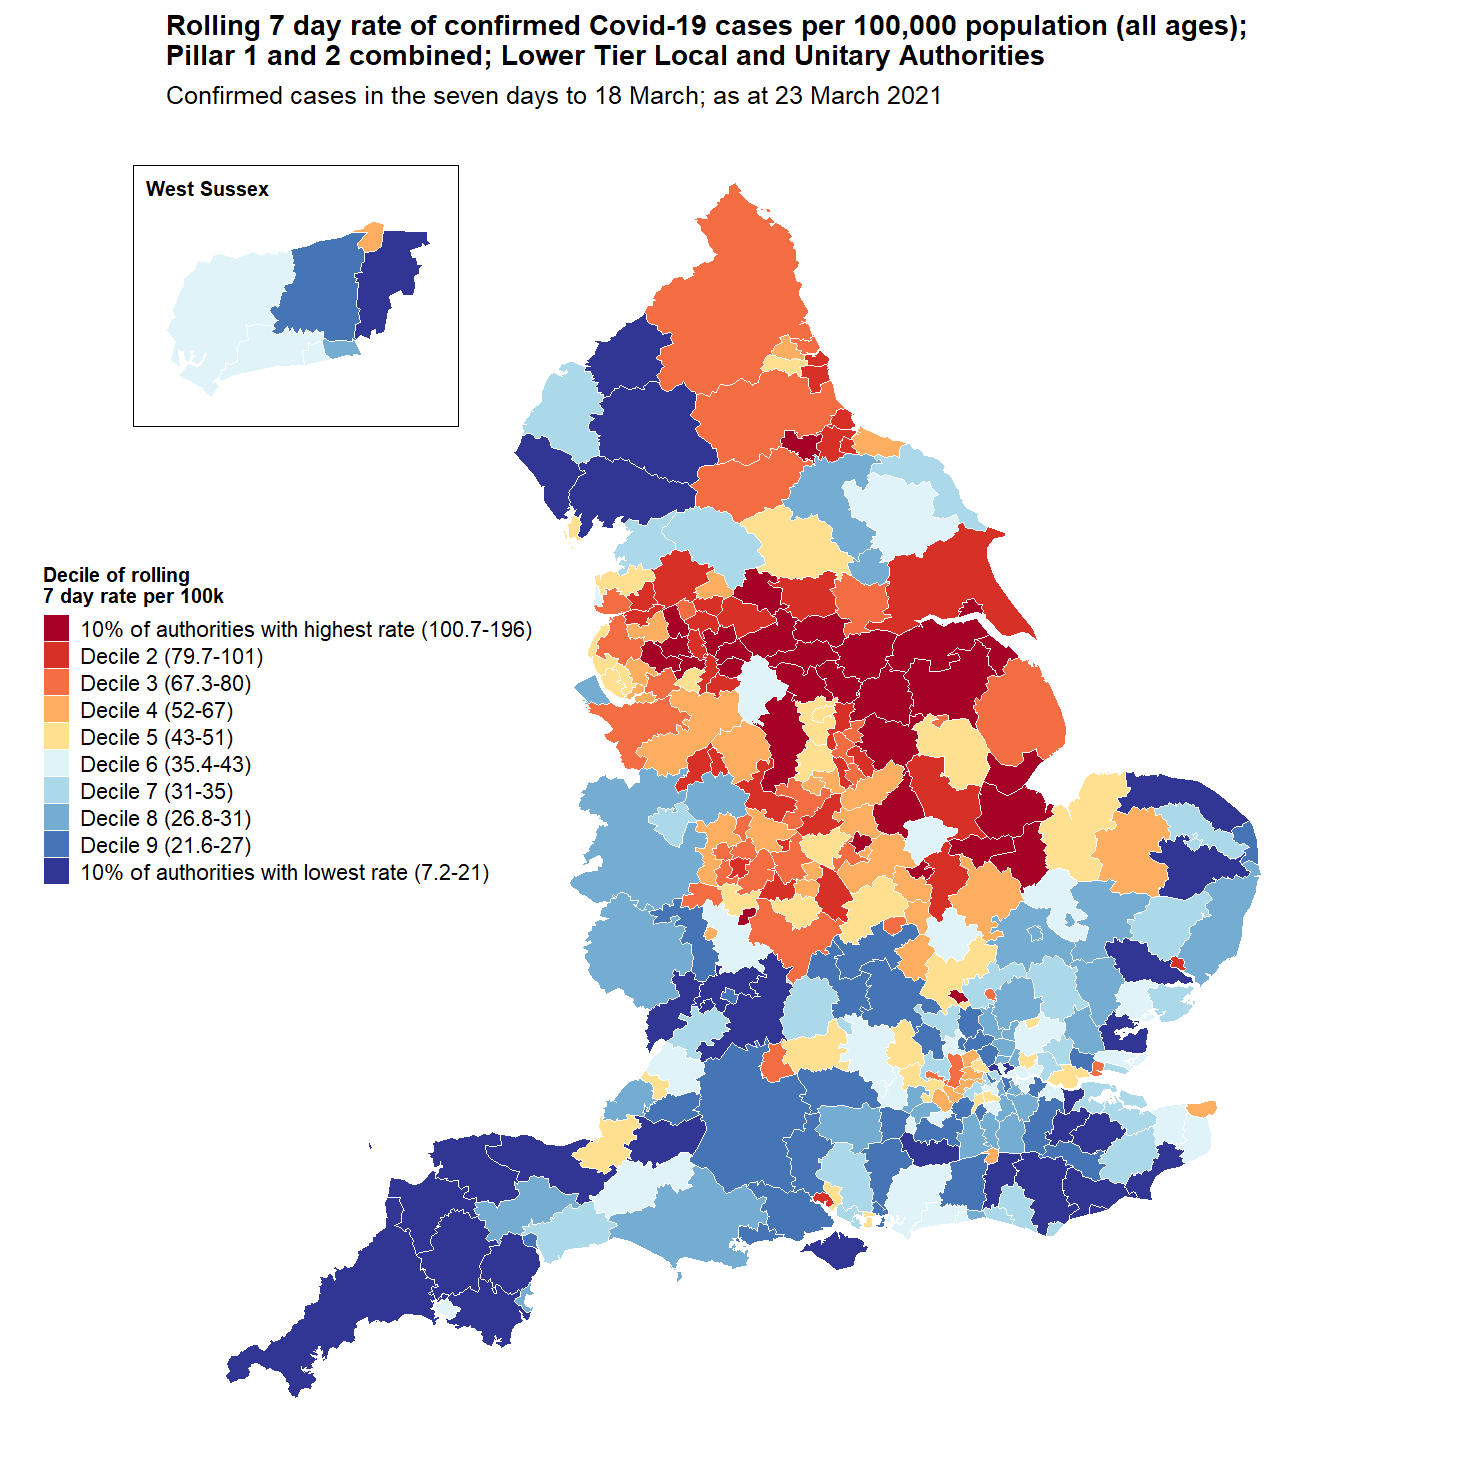 Rolling 7 day rate of confirmed Covid-19 cases per 100,000 population (all ages);
Pillar 1 and 2 combined; Lower Tier Local and Unitary Authorities
Confirmed cases in the seven days to 18 March; as at 23 March 2021
West Sussex
Decile of rolling
7 day rate per 100k
10% of authorities with highest rate (100.7-196)
Decile 2 (79.7-101)
Decile 3 (67.3-80)
Decile 4 (52-67)
Decile 5 (43-51)
Decile 6 (35.4-43)
Decile 7 (31-35)
Decile 8 (26.8-31)
Decile 9 (21.6-27)
10% of authorities with lowest rate (7.2-21)